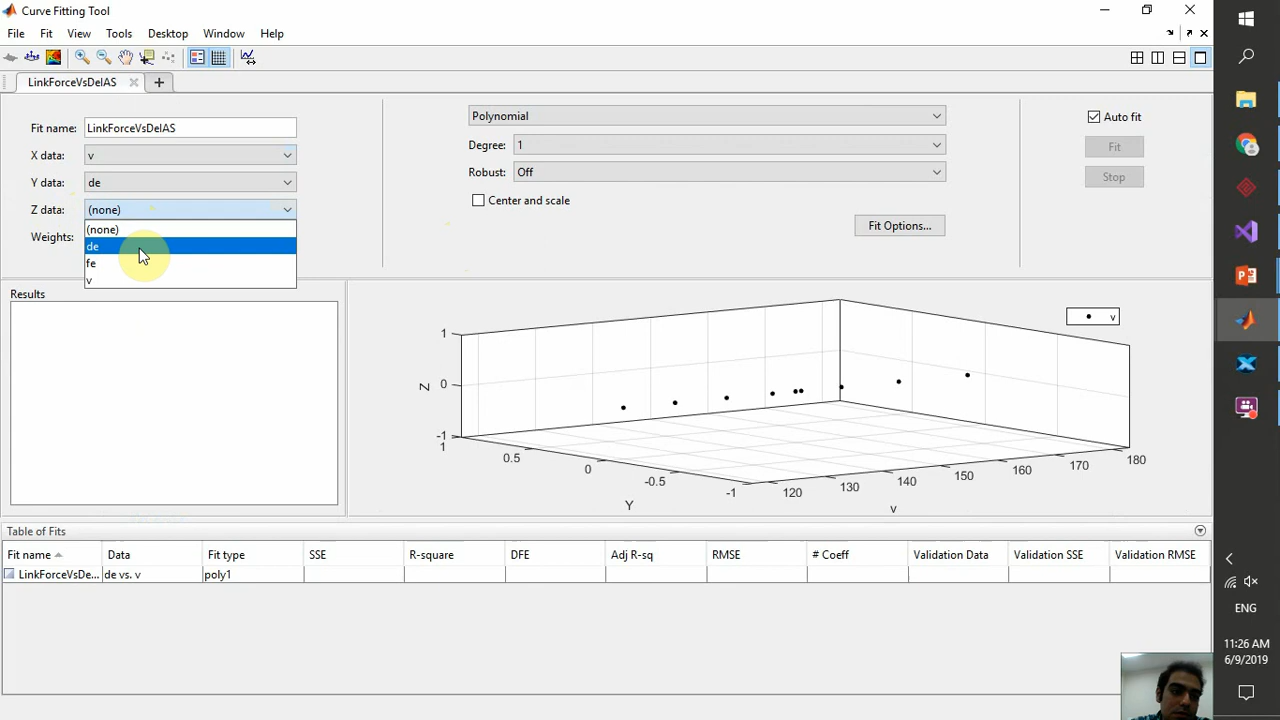 Curve Fitting Tool
File Fit View Tools Desktop Window Help
LinkForceVsDelAS
Fit name: LinkForceVsDelAS
X data: v
Y data: de
Z data: (none)
Weights:
(none)
de
fe
v
Polynomial
Degree: 1
Robust: Off
Center and scale
Fit Options...
Auto fit
Fit
Stop
Results
v
Z
1
0
-1
1
0.5
0
-0.5
-1
Y
120
130
140
150
160
170
180
v
Table of Fits
Fit name Data Fit type SSE R-square DFE Adj R-sq RMSE # Coeff Validation Data Validation SSE Validation RMSE
LinkForceVsDe... de vs. v poly1
ENG
11:26 AM
6/9/2019